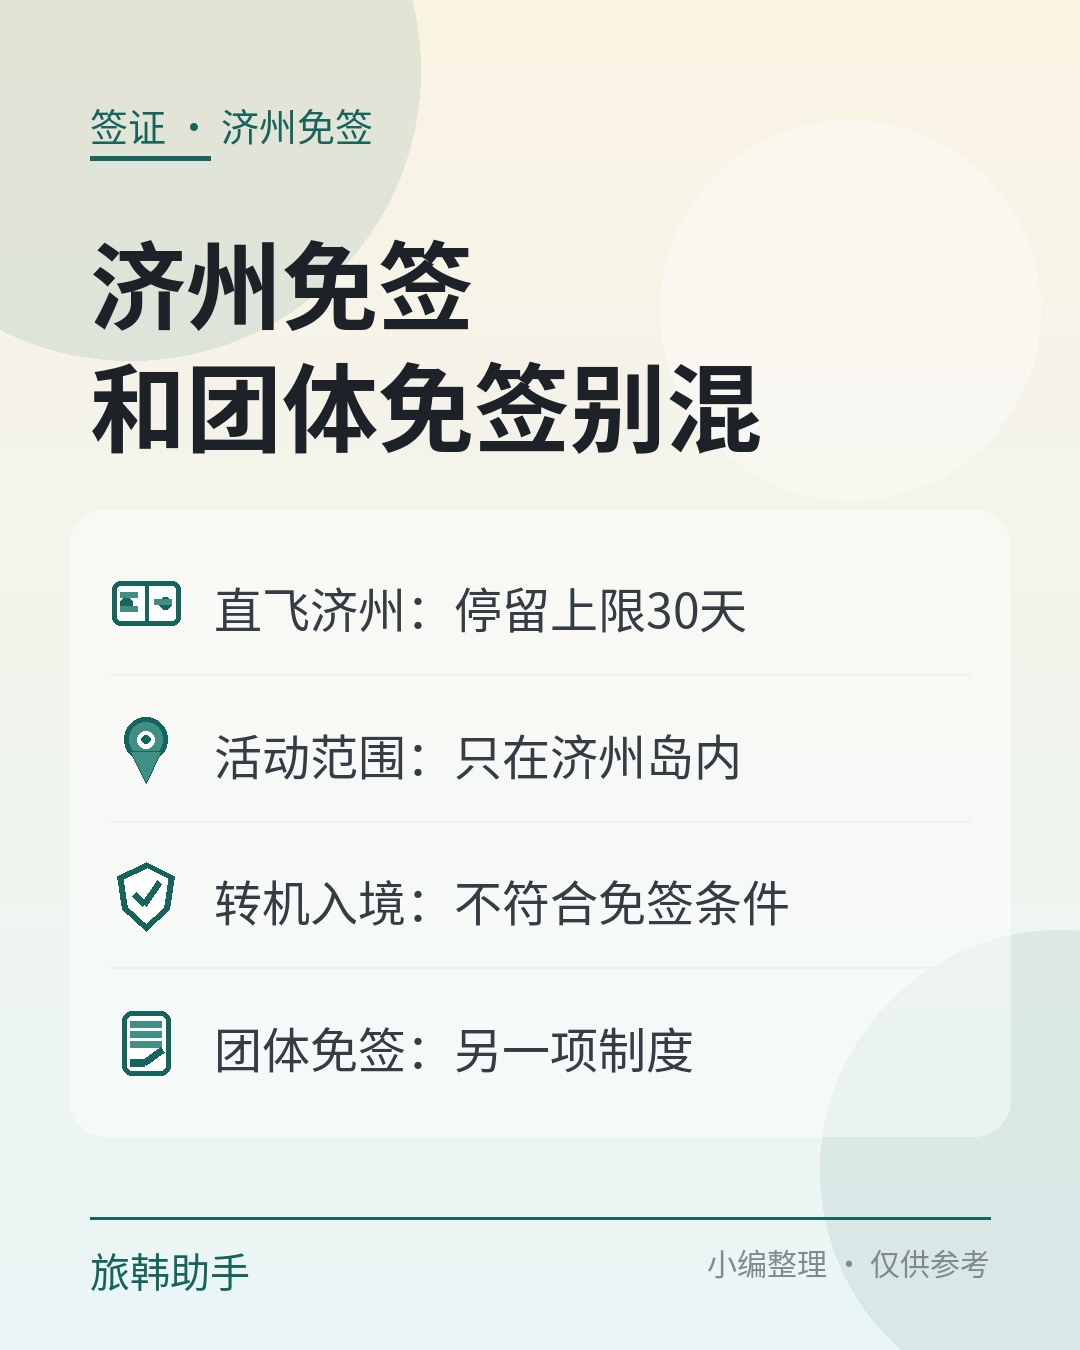 签证 · 济州免签
济州免签
和团体免签别混
直飞济州：停留上限30天
活动范围：只在济州岛内
转机入境：不符合免签条件
团体免签：另一项制度
旅韩助手
小编整理 · 仅供参考